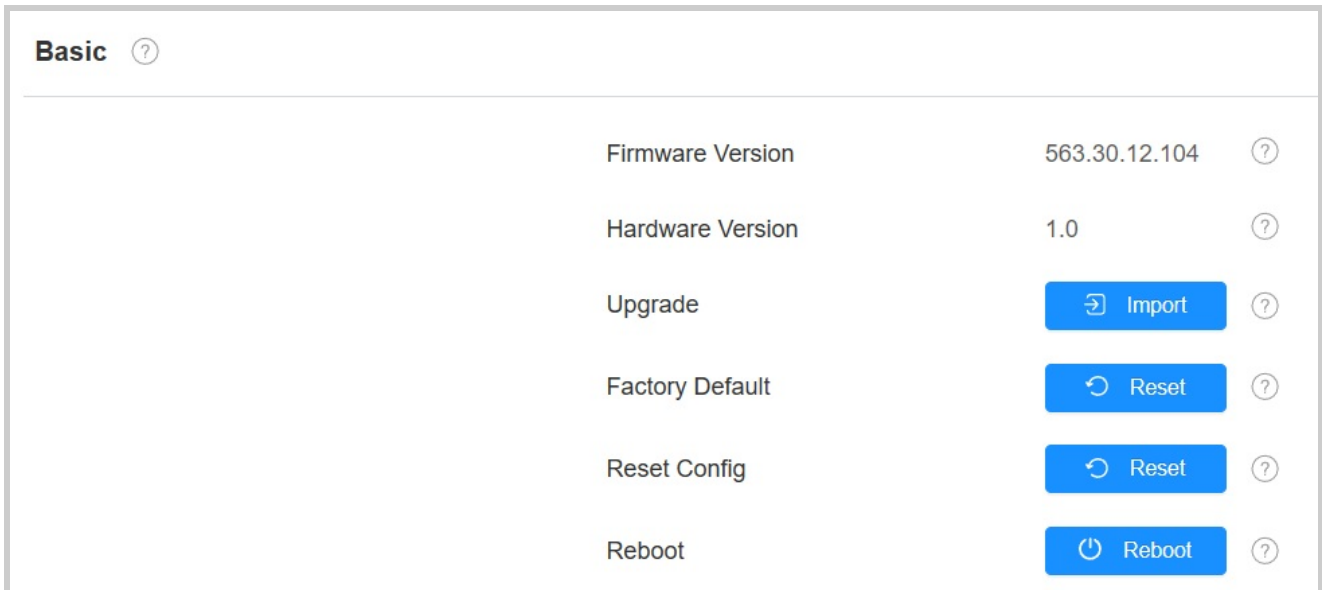 Basic ?
Firmware Version 563.30.12.104 ?
Hardware Version 1.0 ?
Upgrade Import ?
Factory Default Reset ?
Reset Config Reset ?
Reboot Reboot ?